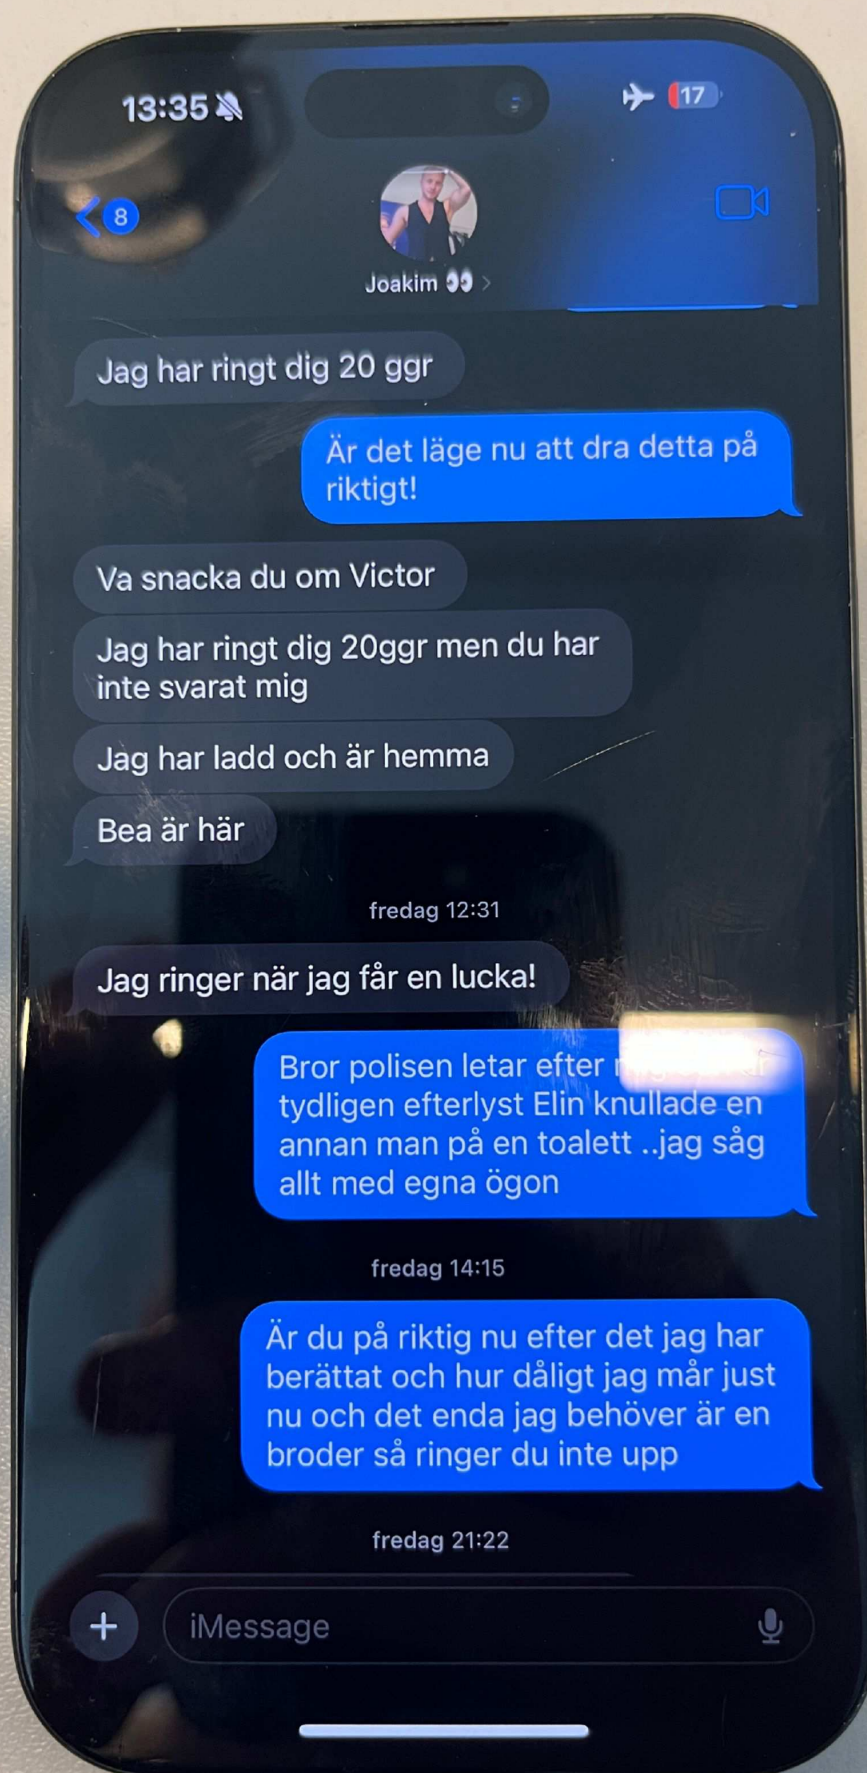 13:35
17
8
Joakim
Jag har ringt dig 20 ggr
Är det läge nu att dra detta på
riktigt!
Va snacka du om Victor
Jag har ringt dig 20ggr men du har
inte svarat mig
Jag har ladd och är hemma
Bea är här
fredag 12:31
Jag ringer när jag får en lucka!
Bror polisen letar efter
tydligen efterlyst Elin knullade en
annan man på en toalett ..jag såg
allt med egna ögon
fredag 14:15
Är du på riktig nu efter det jag har
berättat och hur dåligt jag mår just
nu och det enda jag behöver är en
broder så ringer du inte upp
fredag 21:22
iMessage